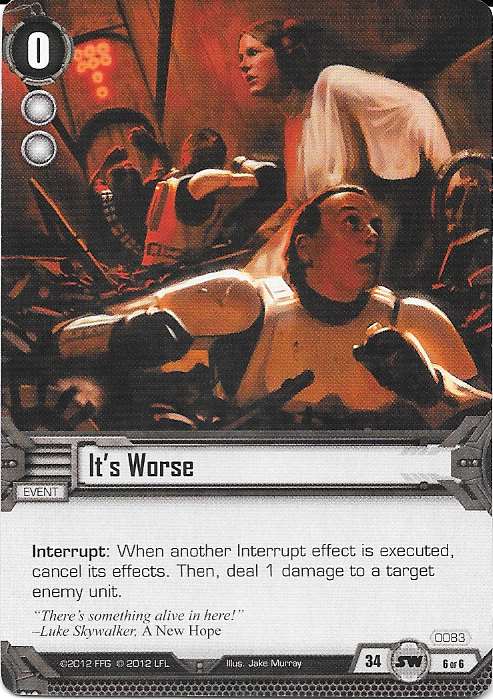 0
It's Worse
EVENT
Interrupt: When another Interrupt effect is executed,
cancel its effects. Then, deal 1 damage to a target
enemy unit.
"There's something alive in here!"
–Luke Skywalker, A New Hope
0083
©2012 FFG © 2012 LFL
Illus. Jake Murray
34
SW
6 of 6